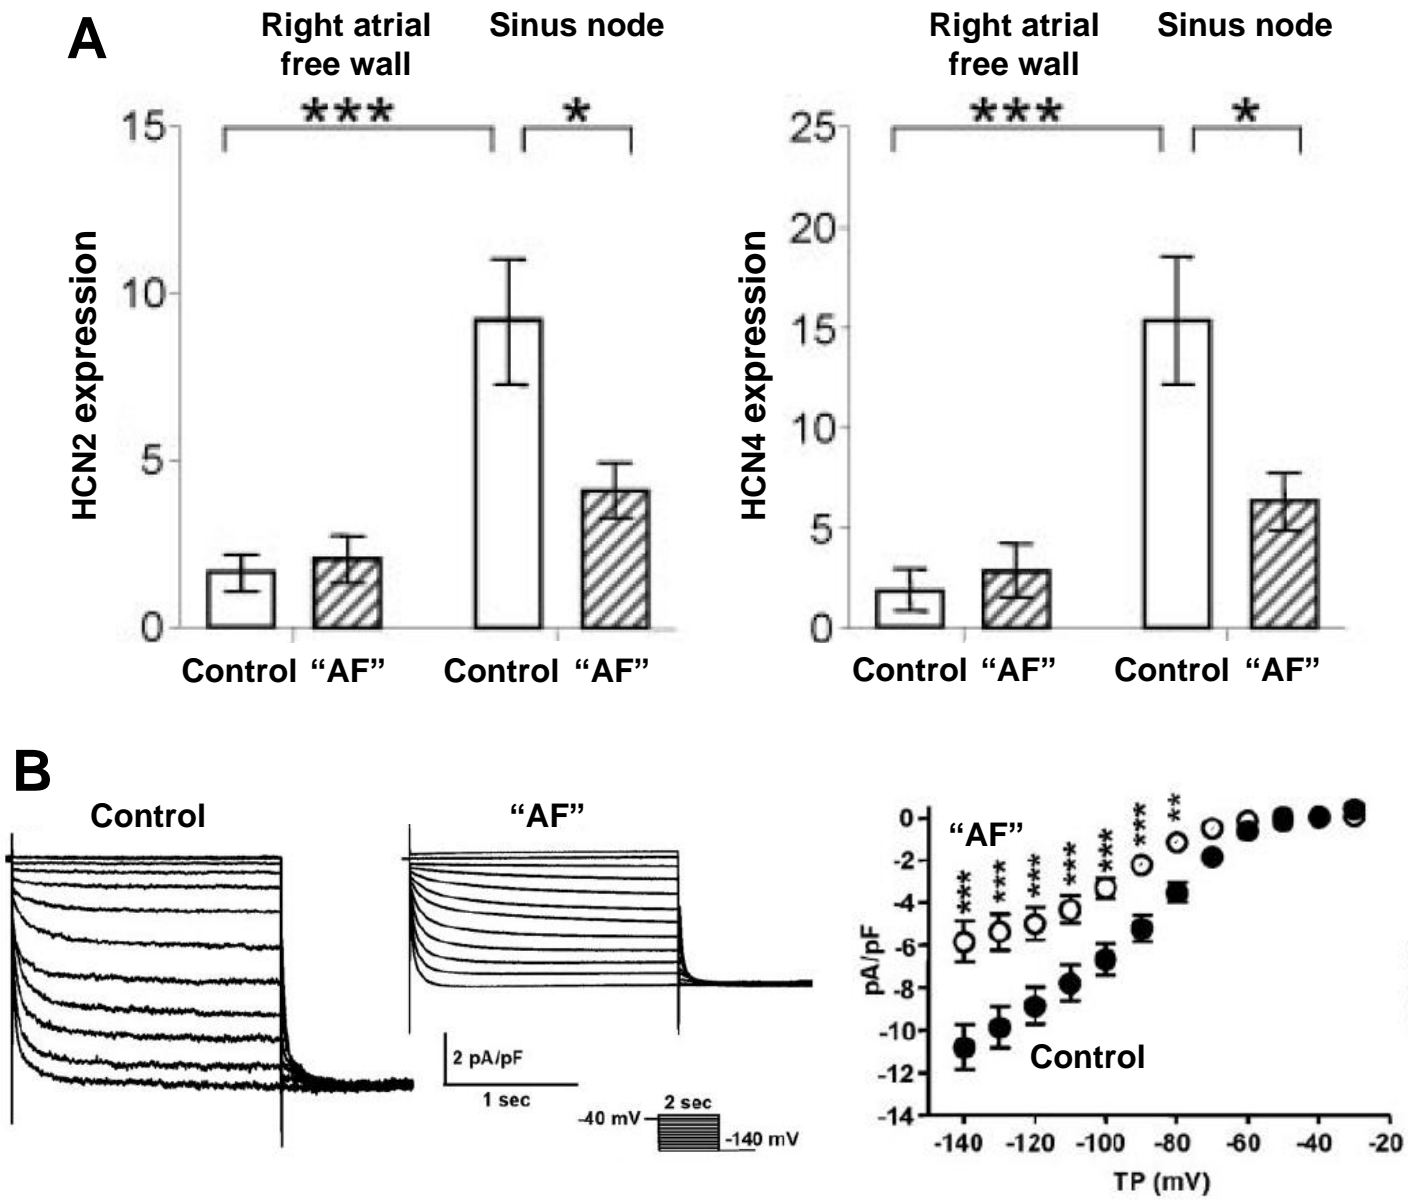 A
Right atrial
free wall
Sinus node
***
*
15
10
5
0
HCN2 expression
Control "AF"
Control "AF"
Right atrial
free wall
Sinus node
***
*
25
20
15
10
5
0
HCN4 expression
Control "AF"
Control "AF"
B
Control
"AF"
2 pA/pF
1 sec
2 sec
-40 mV
-140 mV
"AF"
***
***
***
***
***
***
**
Control
0
-2
-4
-6
-8
-10
-12
-14
pA/pF
-140 -120 -100 -80 -60 -40 -20
TP (mV)